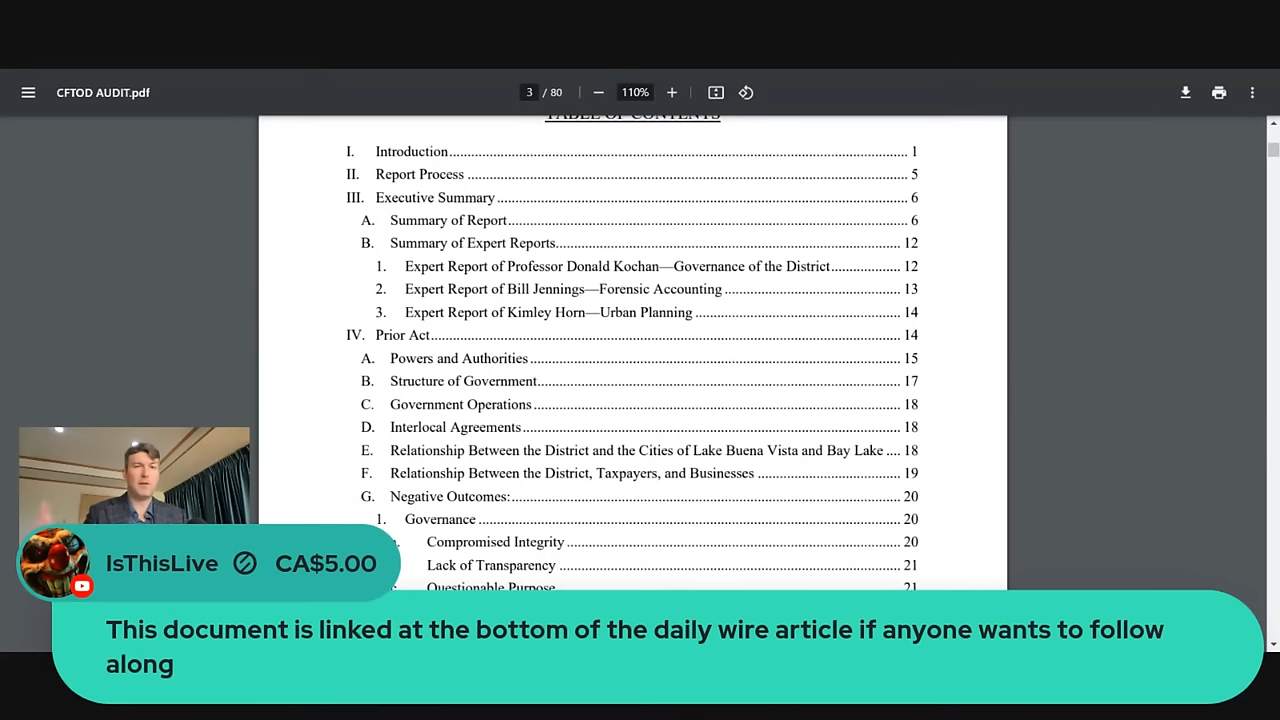 CFTOD AUDIT.pdf
3 / 80
110%
TABLE OF CONTENTS
I. Introduction 1
II. Report Process 5
III. Executive Summary 6
A. Summary of Report 6
B. Summary of Expert Reports 12
1. Expert Report of Professor Donald Kochan—Governance of the District 12
2. Expert Report of Bill Jennings—Forensic Accounting 13
3. Expert Report of Kimley Horn—Urban Planning 14
IV. Prior Act 14
A. Powers and Authorities 15
B. Structure of Government 17
C. Government Operations 18
D. Interlocal Agreements 18
E. Relationship Between the District and the Cities of Lake Buena Vista and Bay Lake .... 18
F. Relationship Between the District, Taxpayers, and Businesses 19
G. Negative Outcomes: 20
1. Governance 20
Compromised Integrity 20
Lack of Transparency 21
Questionable Purpose 21
IsThisLive CA$5.00
This document is linked at the bottom of the daily wire article if anyone wants to follow
along